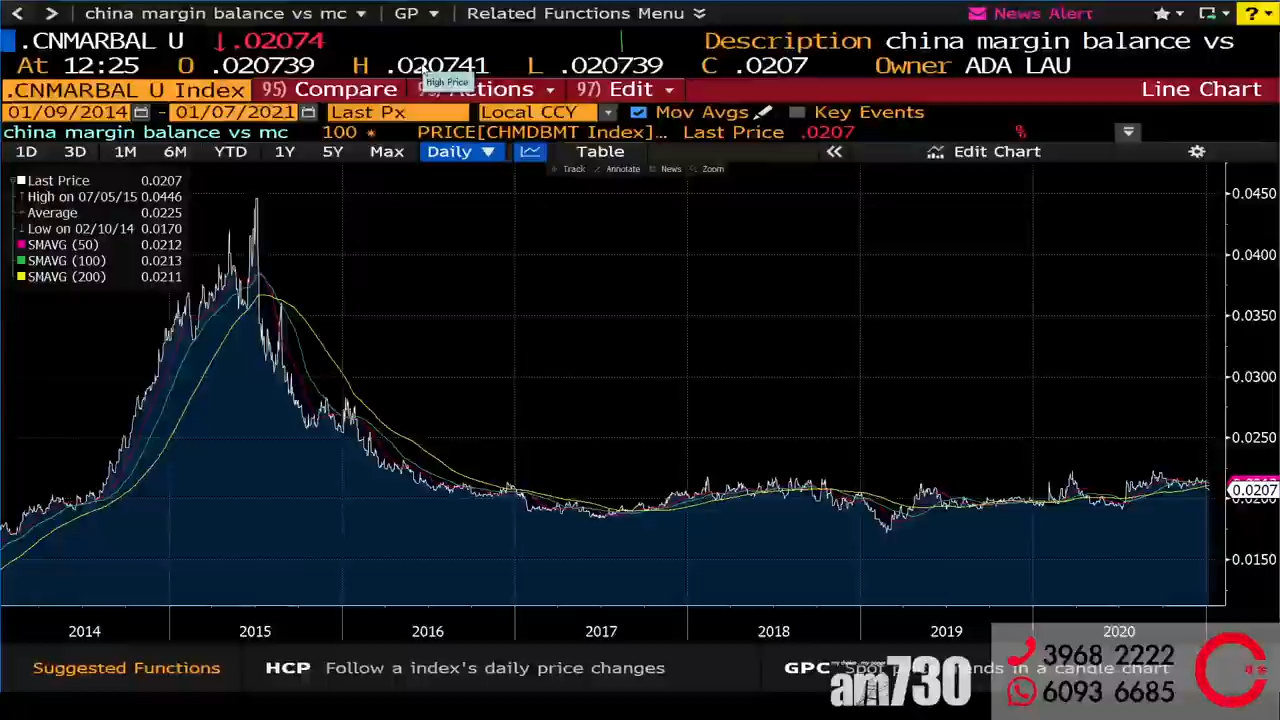 china margin balance vs mc GP Related Functions Menu News Alert ?
.CNMARBAL U ↓.02074 Description china margin balance vs
At 12:25 O .020739 H .020741 L .020739 C .0207 Owner ADA LAU
High Price
.CNMARBAL U Index 95) Compare Actions 97) Edit Line Chart
01/09/2014 - 01/07/2021 Last Px Local CCY Mov Avgs Key Events
china margin balance vs mc 100 * PRICE[CHMDBMT Index]... Last Price .0207 %
1D 3D 1M 6M YTD 1Y 5Y Max Daily Table Edit Chart
Track Annotate News Zoom
Last Price 0.0207
High on 07/05/15 0.0446
Average 0.0225
Low on 02/10/14 0.0170
SMAVG (50) 0.0212
SMAVG (100) 0.0213
SMAVG (200) 0.0211
0.0450
0.0400
0.0350
0.0300
0.0250
0.0207
0.0150
2014 2015 2016 2017 2018 2019 2020
Suggested Functions HCP Follow a index's daily price changes GPC Spot in a candle chart
am730
3968 2222
6093 6685